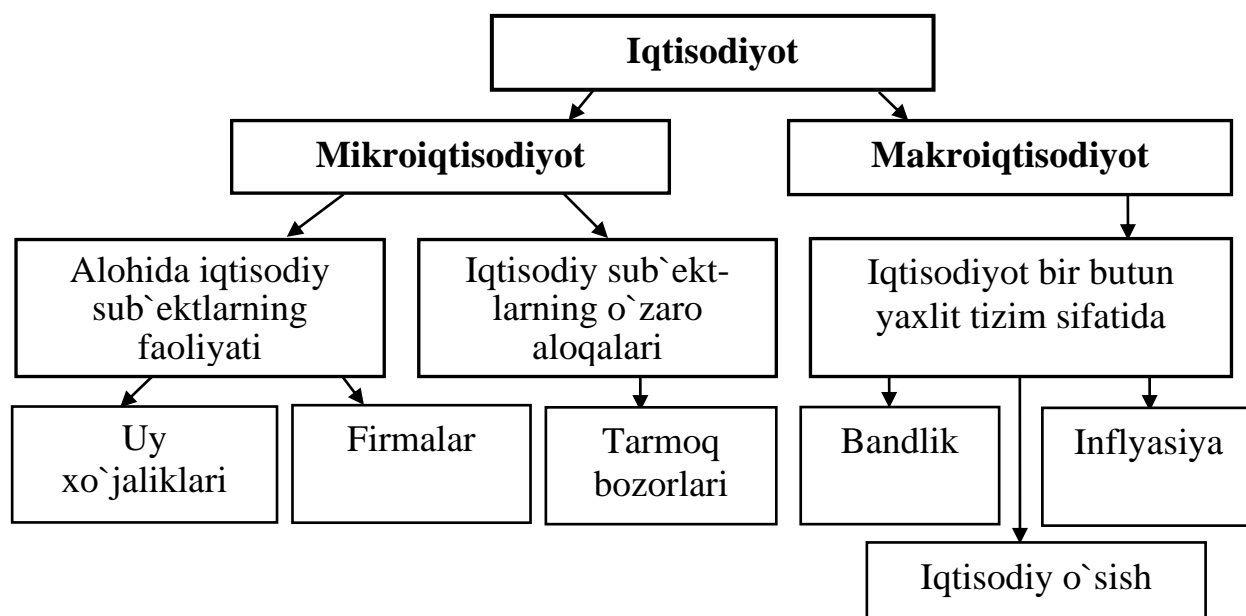 Iqtisodiyot
Mikroiqtisodiyot
Makroiqtisodiyot
Alohida iqtisodiy
sub`ektlarning
faoliyati
Iqtisodiy sub`ekt-
larning o`zaro
aloqalari
Iqtisodiyot bir butun
yaxlit tizim sifatida
Uy
xo`jaliklari
Firmalar
Tarmoq
bozorlari
Bandlik
Inflyasiya
Iqtisodiy o`sish